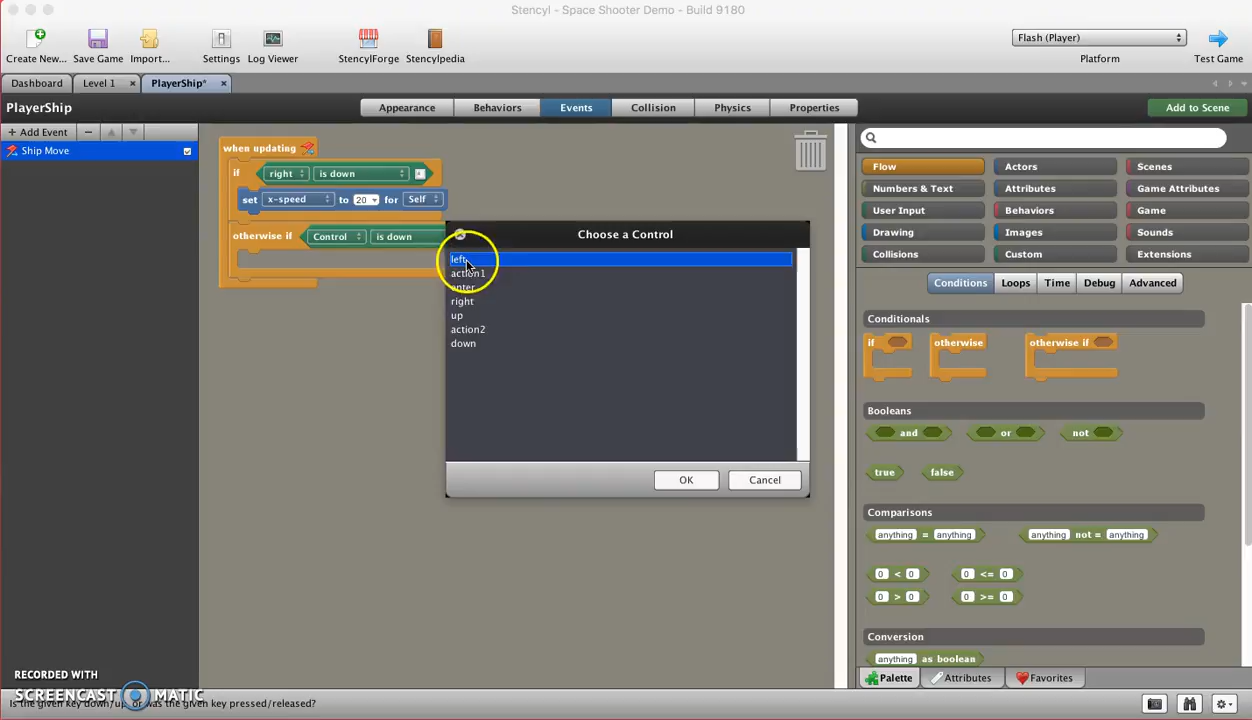 Stencyl - Space Shooter Demo - Build 9180
Create New... Save Game Import... Settings Log Viewer StencylForge Stencylpedia
Flash (Player)
Platform
Test Game
Dashboard Level 1 × PlayerShip* ×
PlayerShip
Appearance Behaviors Events Collision Physics Properties
Add to Scene
+ Add Event
Ship Move
when updating
if right is down
set x-speed to 20 for Self
otherwise if Control is down
Choose a Control
left
action1
enter
right
up
action2
down
OK Cancel
Flow Actors Scenes
Numbers & Text Attributes Game Attributes
User Input Behaviors Game
Drawing Images Sounds
Collisions Custom Extensions
Conditions Loops Time Debug Advanced
Conditionals
if otherwise otherwise if
Booleans
and or not
true false
Comparisons
anything = anything anything not = anything
0 < 0 0 <= 0
0 > 0 0 >= 0
Conversion
anything as boolean
Palette Attributes Favorites
RECORDED WITH
SCREENCAST MATIC
Is the given key down/up, or was the given key pressed/released?